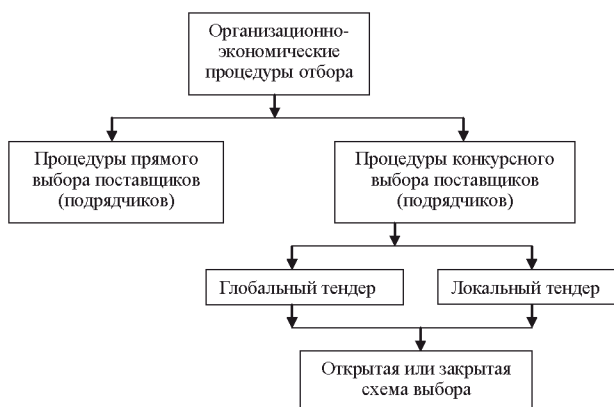 Организационно-
экономические
процедуры отбора
Процедуры прямого
выбора поставщиков
(подрядчиков)
Процедуры конкурсного
выбора поставщиков
(подрядчиков)
Глобальный тендер
Локальный тендер
Открытая или закрытая
схема выбора